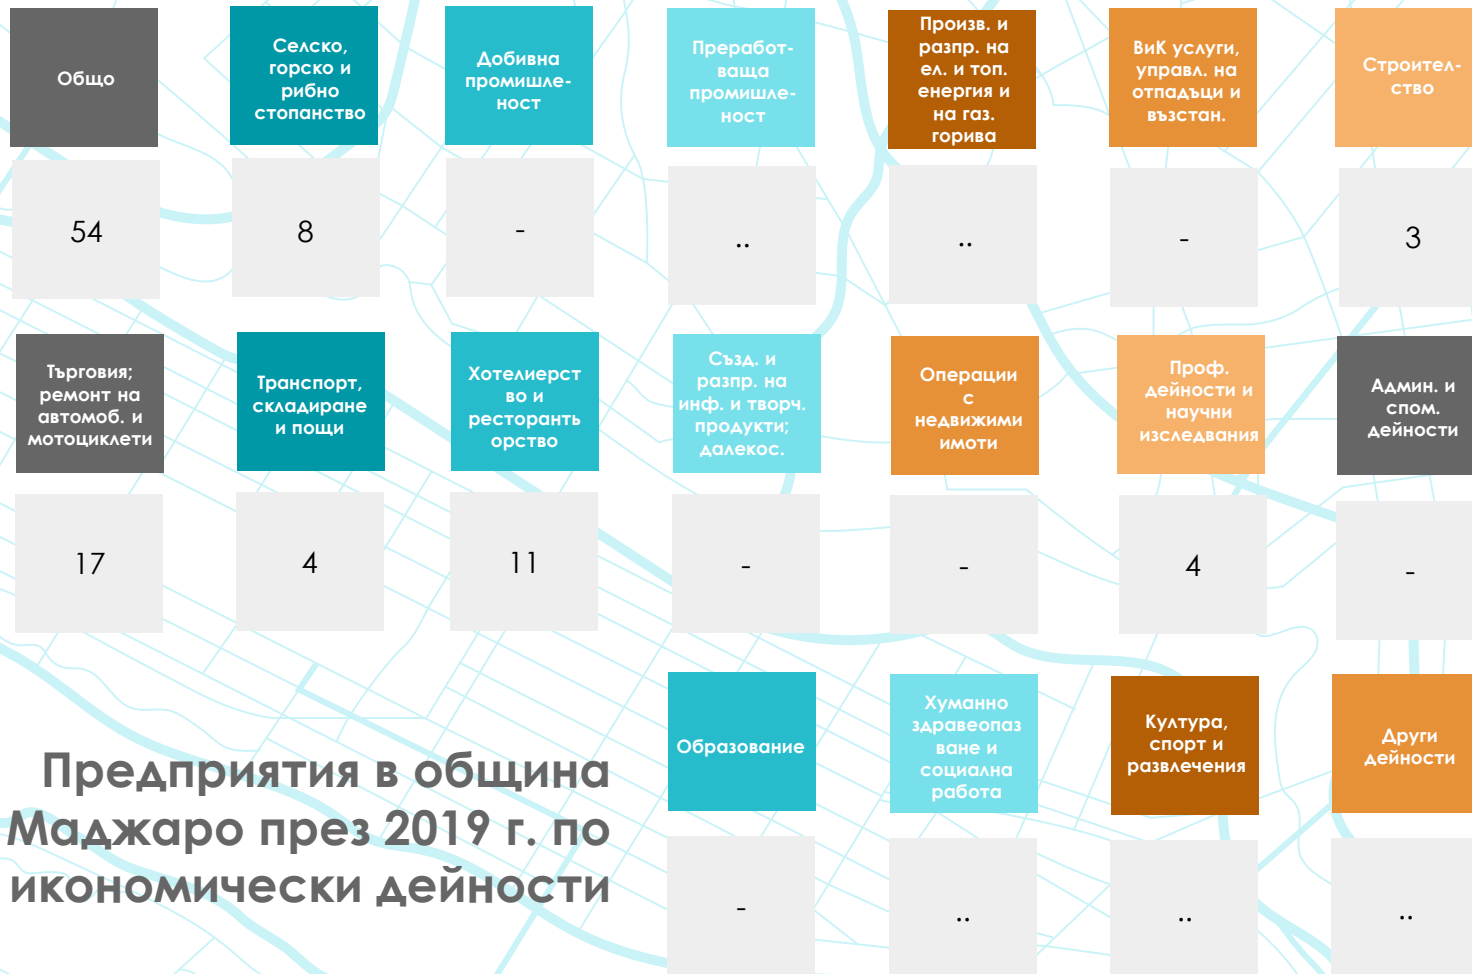 Общо
Селско,
горско и
рибно
стопанство
Добивна
промишле-
ност
Преработ-
ваща
промишле-
ност
Произв. и
разпр. на
ел. и топ.
енергия и
на газ.
горива
ВиК услуги,
управл. на
отпадъци и
възстан.
Строител-
ство
54
8
-
..
..
-
3
Търговия;
ремонт на
автомоб. и
мотоциклети
Транспорт,
складиране
и пощи
Хотелиерст
во и
ресторантъ
орство
Създ. и
разпр. на
инф. и творч.
продукти;
далекос.
Операции
с
недвижими
имоти
Проф.
дейности и
научни
изследвания
Админ. и
спом.
дейности
17
4
11
-
-
4
-
Образование
Хуманно
здравеопаз
ване и
социална
работа
Култура,
спорт и
развлечения
Други
дейности
-
..
..
..
Предприятия в община
Маджаро през 2019 г. по
икономически дейности